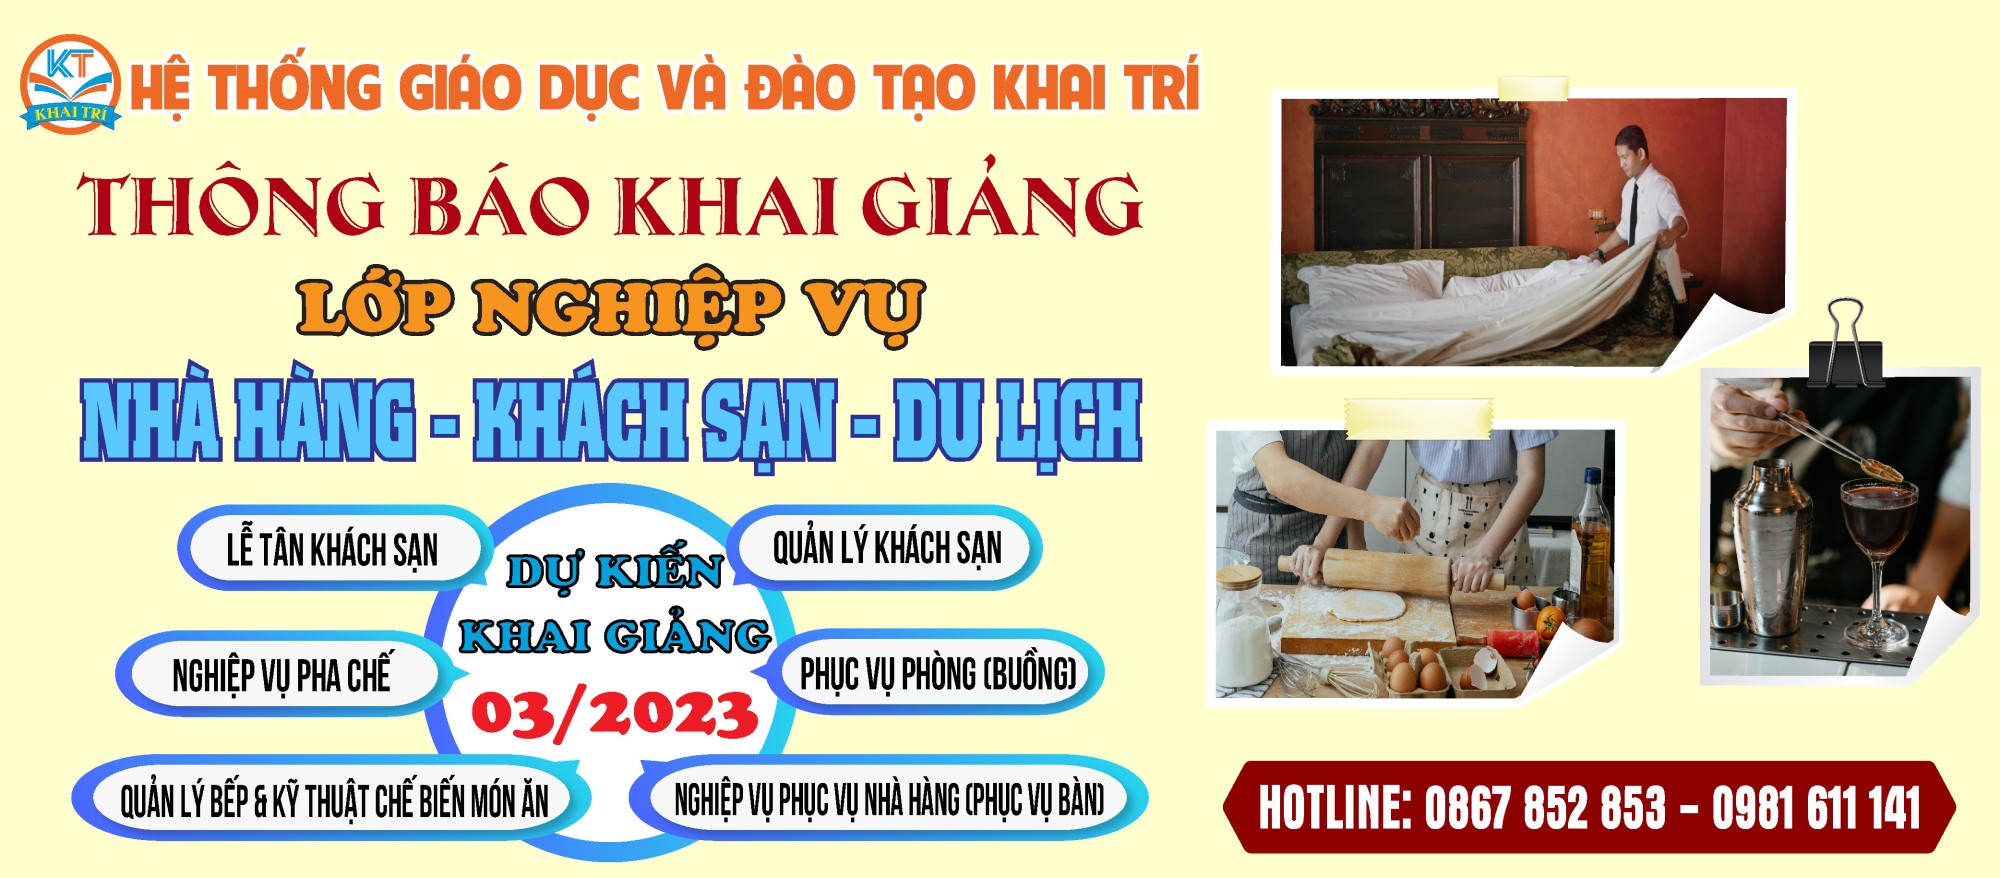 KT
KHAI TRÍ
HỆ THỐNG GIÁO DỤC VÀ ĐÀO TẠO KHAI TRÍ
THÔNG BÁO KHAI GIẢNG
LỚP NGHIỆP VỤ
NHÀ HÀNG - KHÁCH SẠN - DU LỊCH
LỄ TÂN KHÁCH SẠN
QUẢN LÝ KHÁCH SẠN
DỰ KIẾN
KHAI GIẢNG
03/2023
NGHIỆP VỤ PHA CHẾ
PHỤC VỤ PHÒNG (BUỒNG)
QUẢN LÝ BẾP & KỸ THUẬT CHẾ BIẾN MÓN ĂN
NGHIỆP VỤ PHỤC VỤ NHÀ HÀNG (PHỤC VỤ BÀN)
HOTLINE: 0867 852 853 - 0981 611 141